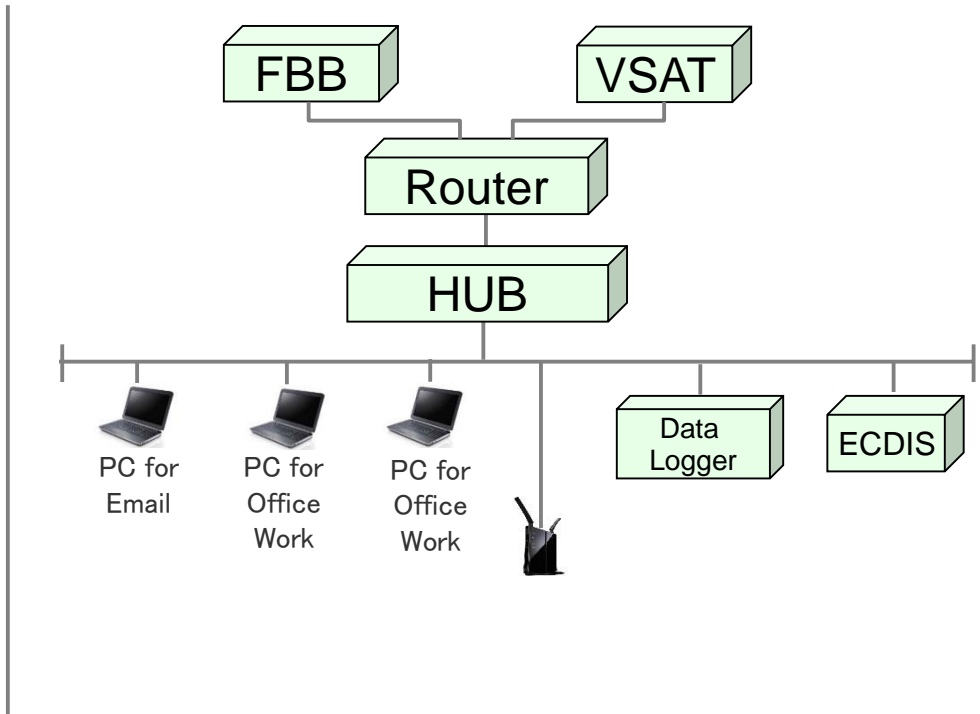 FBB
VSAT
Router
HUB
PC for
Email
PC for
Office
Work
PC for
Office
Work
Data
Logger
ECDIS